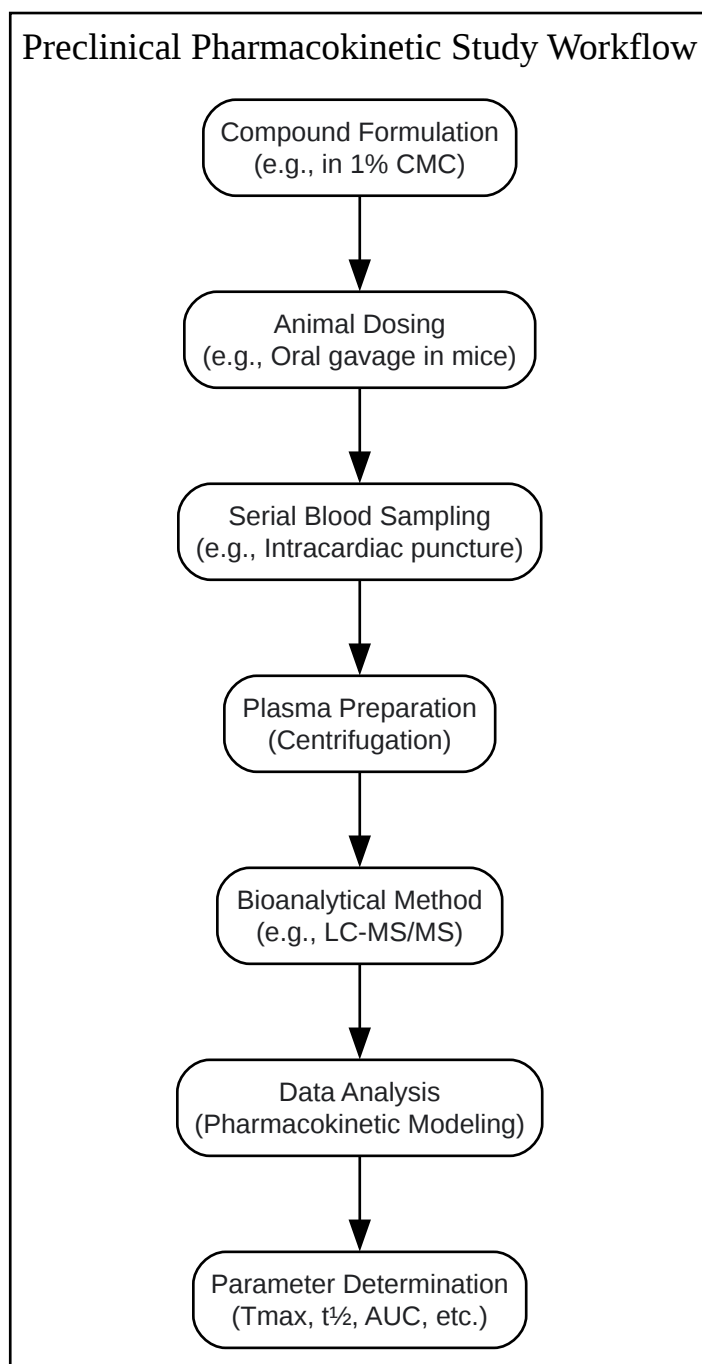 Preclinical Pharmacokinetic Study Workflow
Compound Formulation
(e.g., in 1% CMC)
Animal Dosing
(e.g., Oral gavage in mice)
Serial Blood Sampling
(e.g., Intracardiac puncture)
Plasma Preparation
(Centrifugation)
Bioanalytical Method
(e.g., LC-MS/MS)
Data Analysis
(Pharmacokinetic Modeling)
Parameter Determination
(Tmax, t½, AUC, etc.)